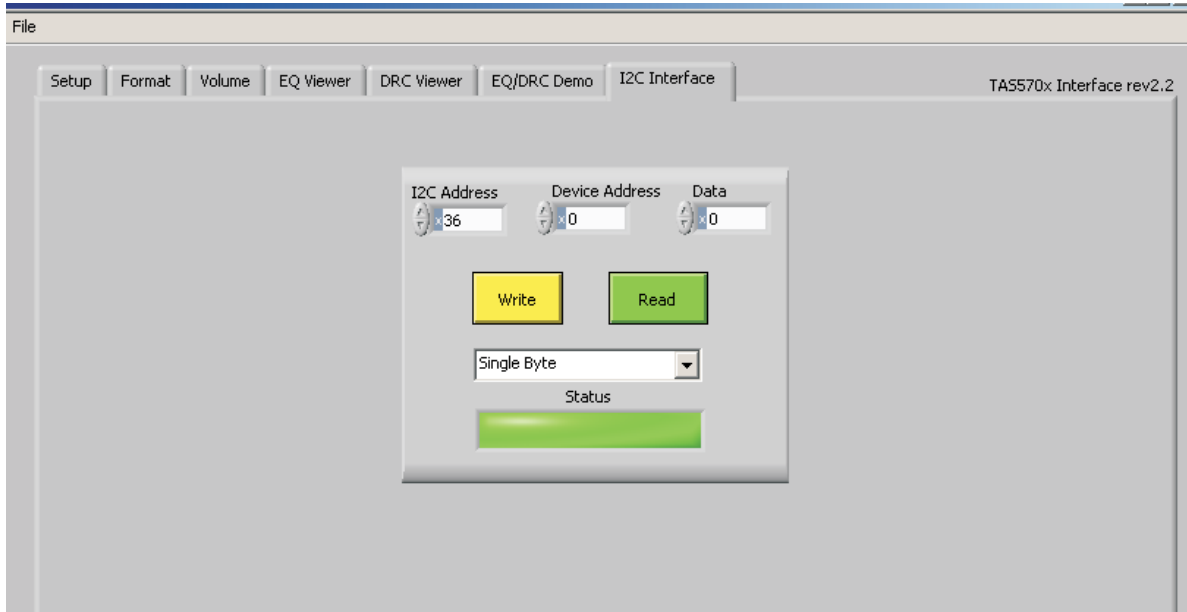 File
Setup Format Volume EQ Viewer DRC Viewer EQ/DRC Demo I2C Interface
TAS570x Interface rev2.2
I2C Address Device Address Data
x36 x0 x0
Write Read
Single Byte
Status